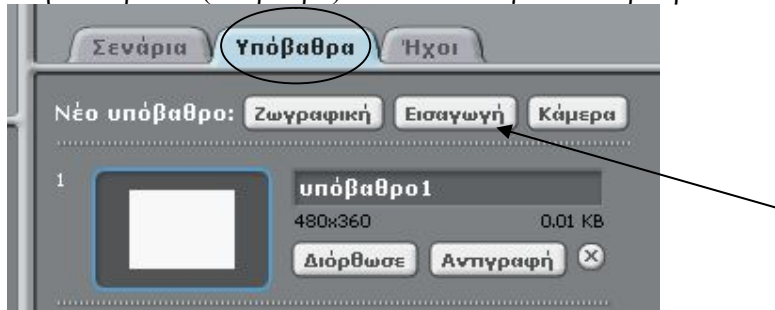 Σενάρια Υπόβαθρα Ήχοι
Νέο υπόβαθρο: Ζωγραφική Εισαγωγή Κάμερα
1 υπόβαθρο1
480x360 0.01 KB
Διόρθωσε Αντιγραφή